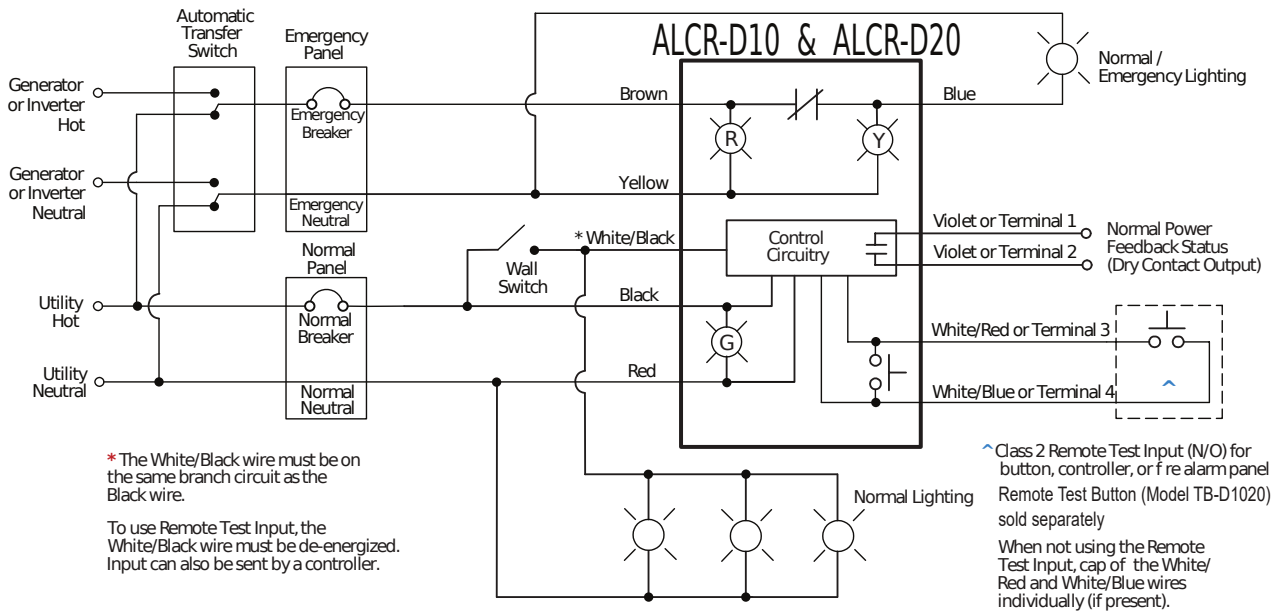 Automatic
Transfer
Switch
Emergency
Panel
ALCR-D10 & ALCR-D20
Normal /
Emergency Lighting
Generator
or Inverter
Hot
Emergency
Breaker
Brown
Blue
R
Y
Generator
or Inverter
Neutral
Emergency
Neutral
Yellow
Normal
Panel
Wall
Switch
* White/Black
Control
Circuitry
Violet or Terminal 1
Violet or Terminal 2
Normal Power
Feedback Status
(Dry Contact Output)
Utility
Hot
Normal
Breaker
Black
G
White/Red or Terminal 3
Utility
Neutral
Normal
Neutral
Red
White/Blue or Terminal 4
^
* The White/Black wire must be on
the same branch circuit as the
Black wire.
To use Remote Test Input, the
White/Black wire must be de-energized.
Input can also be sent by a controller.
Normal Lighting
^ Class 2 Remote Test Input (N/O) for
button, controller, or f re alarm panel
Remote Test Button (Model TB-D1020)
sold separately
When not using the Remote
Test Input, cap of  the White/
Red and White/Blue wires
individually (if present).